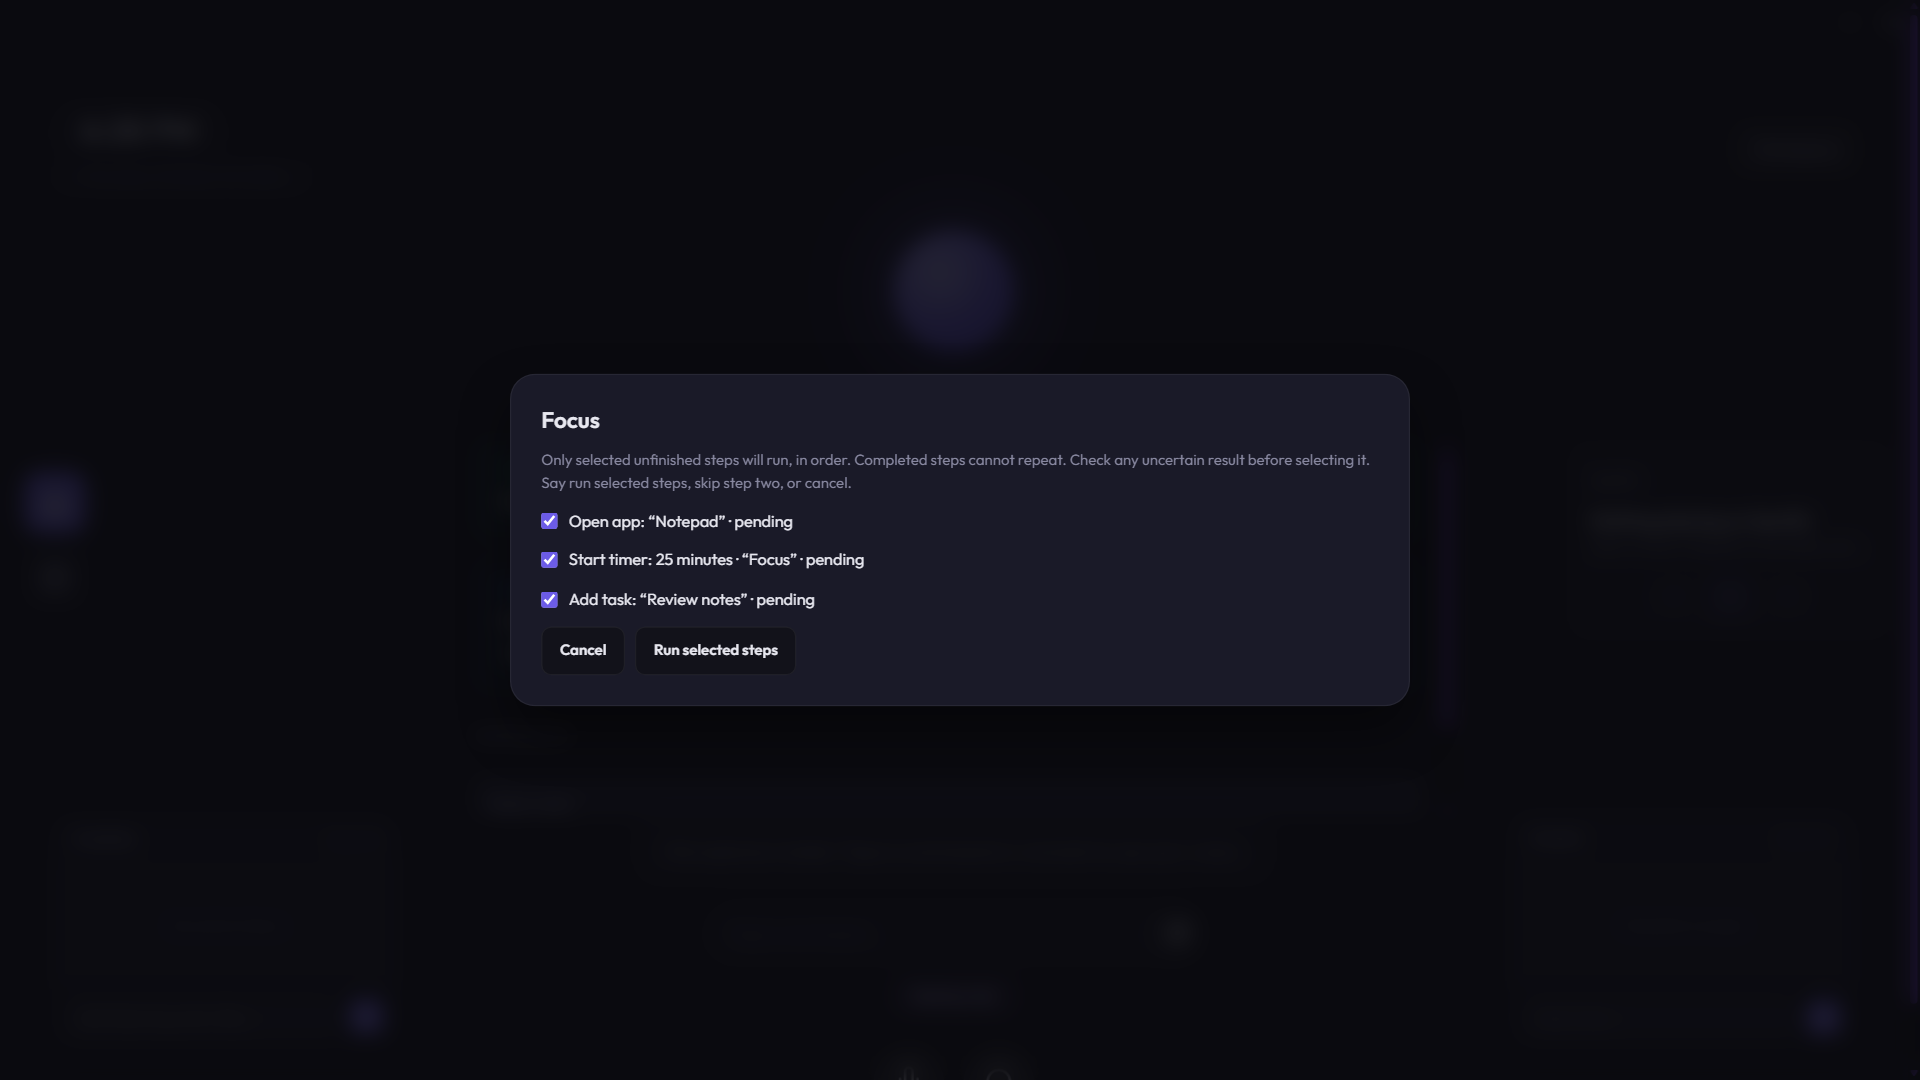 Focus
Only selected unfinished steps will run, in order. Completed steps cannot repeat. Check any uncertain result before selecting it.
Say run selected steps, skip step two, or cancel.
Open app: “Notepad” · pending
Start timer: 25 minutes · “Focus” · pending
Add task: “Review notes” · pending
Cancel
Run selected steps